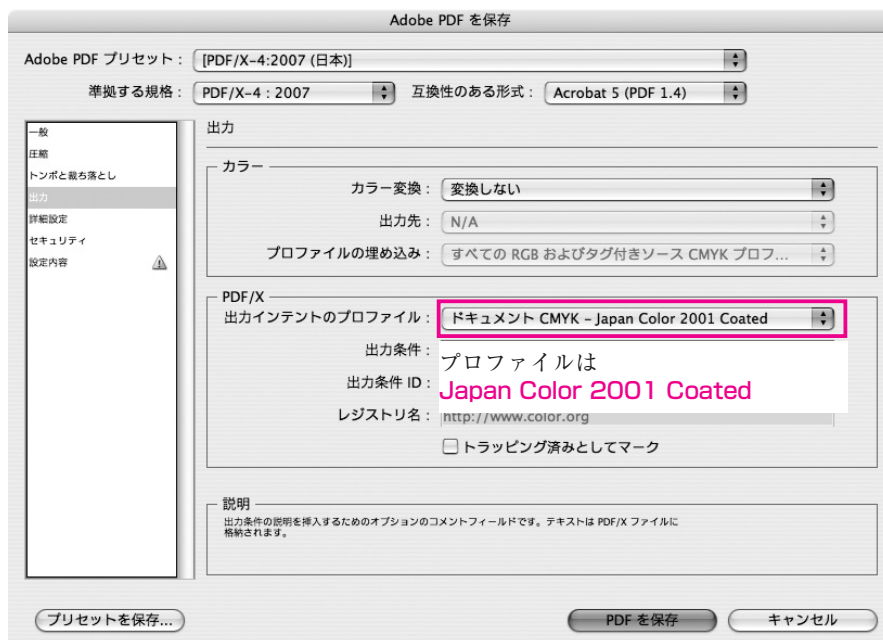 Adobe PDF を保存
Adobe PDF プリセット： [PDF/X-4:2007 (日本)]
準拠する規格： PDF/X-4 : 2007 互換性のある形式： Acrobat 5 (PDF 1.4)
一般
圧縮
トンボと裁ち落とし
出力
詳細設定
セキュリティ
設定内容
出力
カラー
カラー変換： 変換しない
出力先： N/A
プロファイルの埋め込み： すべての RGB およびタグ付きソース CMYK プロフ...
PDF/X
出力インテントのプロファイル： ドキュメント CMYK – Japan Color 2001 Coated
出力条件：
プロファイルは
出力条件 ID：
Japan Color 2001 Coated
レジストリ名： http://www.color.org
トラッピング済みとしてマーク
説明
出力条件の説明を挿入するためのオプションのコメントフィールドです。テキストは PDF/X ファイルに
格納されます。
プリセットを保存... PDF を保存 キャンセル